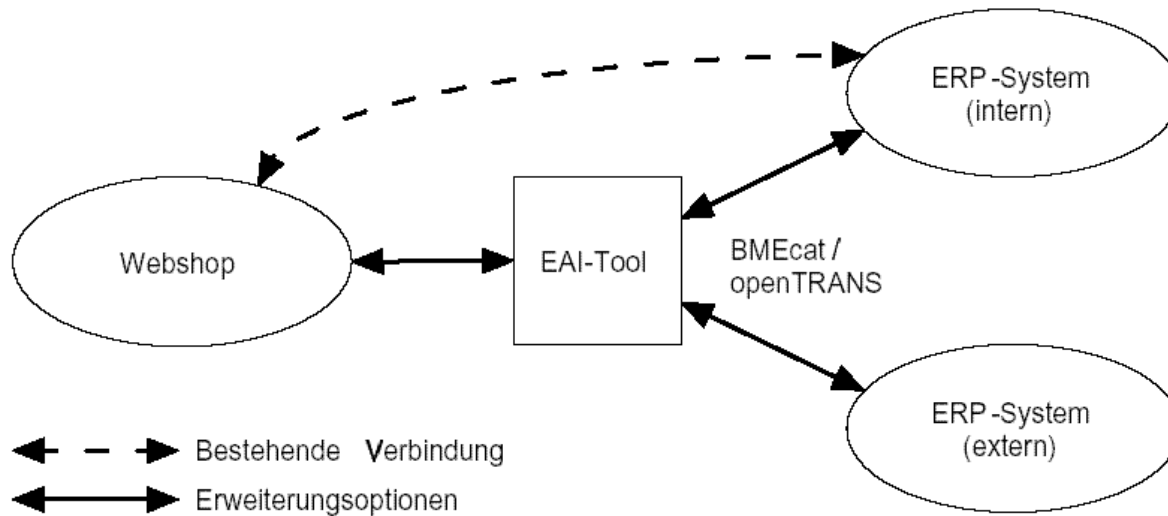 ERP-System
(intern)
Webshop
EAI-Tool
BMEcat /
openTRANS
ERP-System
(extern)
Bestehende Verbindung
Erweiterungsoptionen